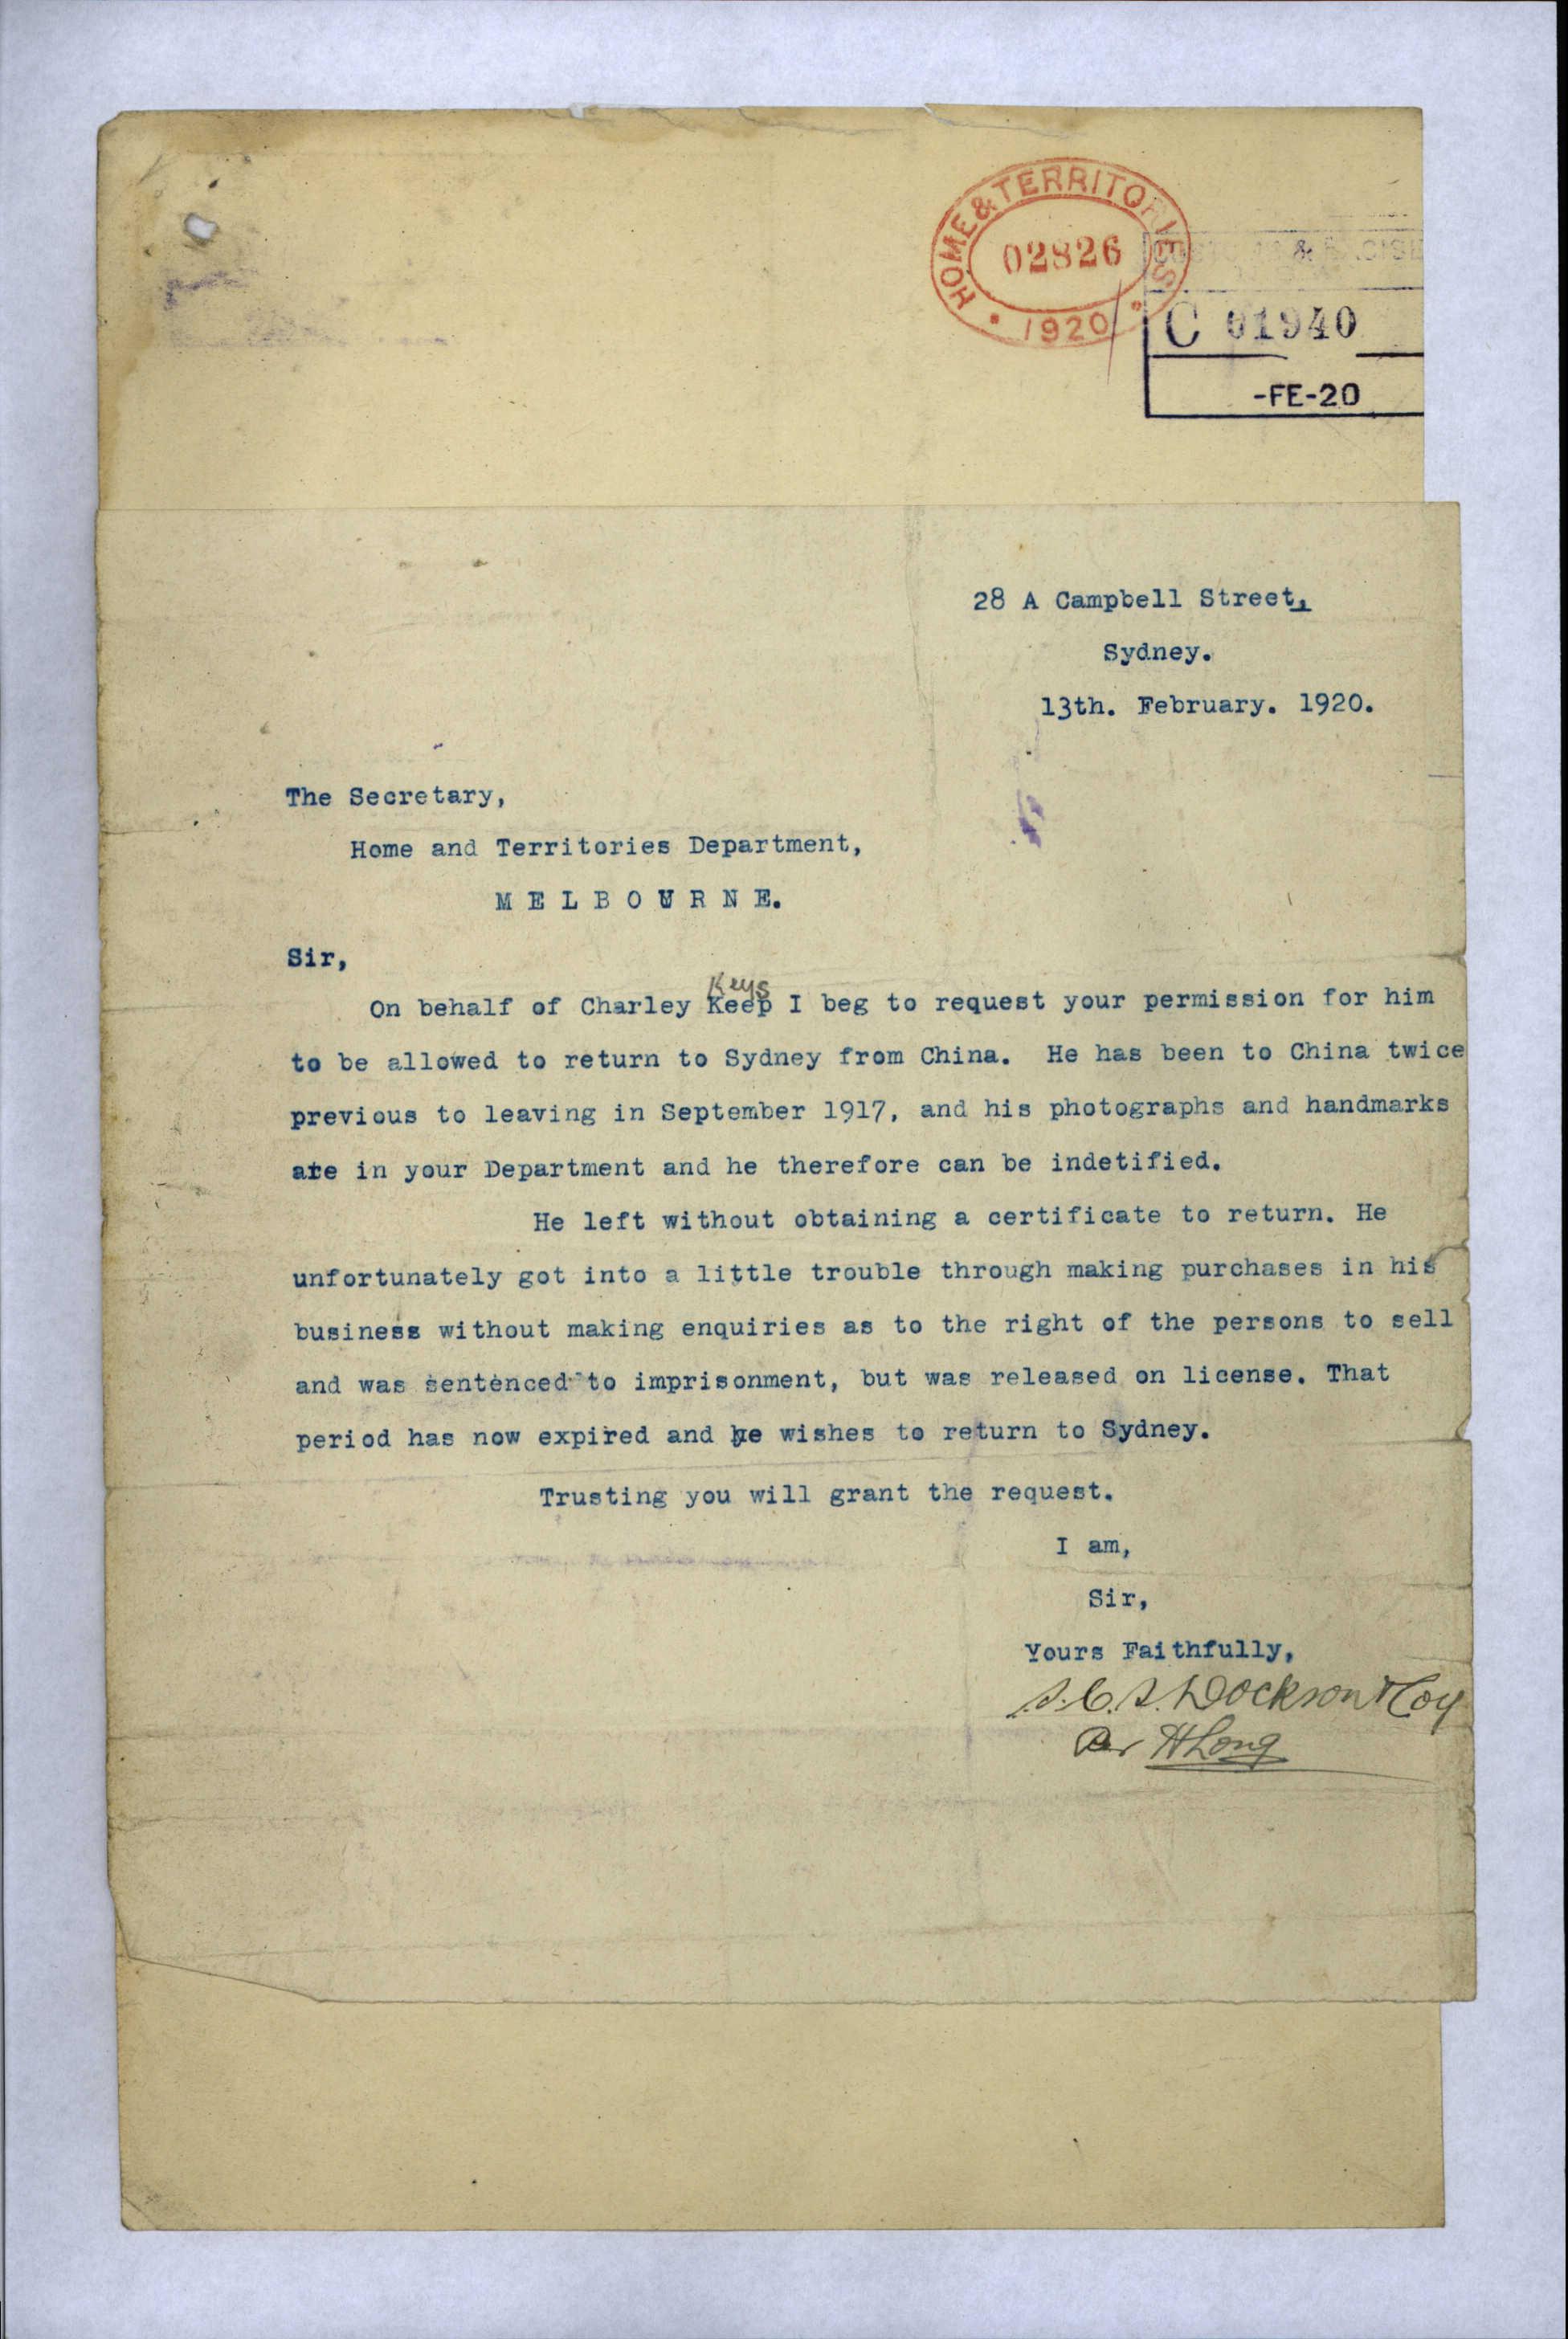 HOME & TERRITORIES
02826
1920
& EXCISE
C 01940
-FE-20
28 A Campbell Street,
Sydney.
13th. February. 1920.
The Secretary,
Home and Territories Department,
M E L B O U R N E.
Sir,
Keys
On behalf of Charley Keep I beg to request your permission for him
to be allowed to return to Sydney from China. He has been to China twice
previous to leaving in September 1917, and his photographs and handmarks
are in your Department and he therefore can be indetified.
He left without obtaining a certificate to return. He
unfortunately got into a little trouble through making purchases in his
business without making enquiries as to the right of the persons to sell
and was sentenced to imprisonment, but was released on license. That
period has now expired and he wishes to return to Sydney.
Trusting you will grant the request.
I am,
Sir,
Yours Faithfully,
S.C.S. Dockson & Coy
Per H Long